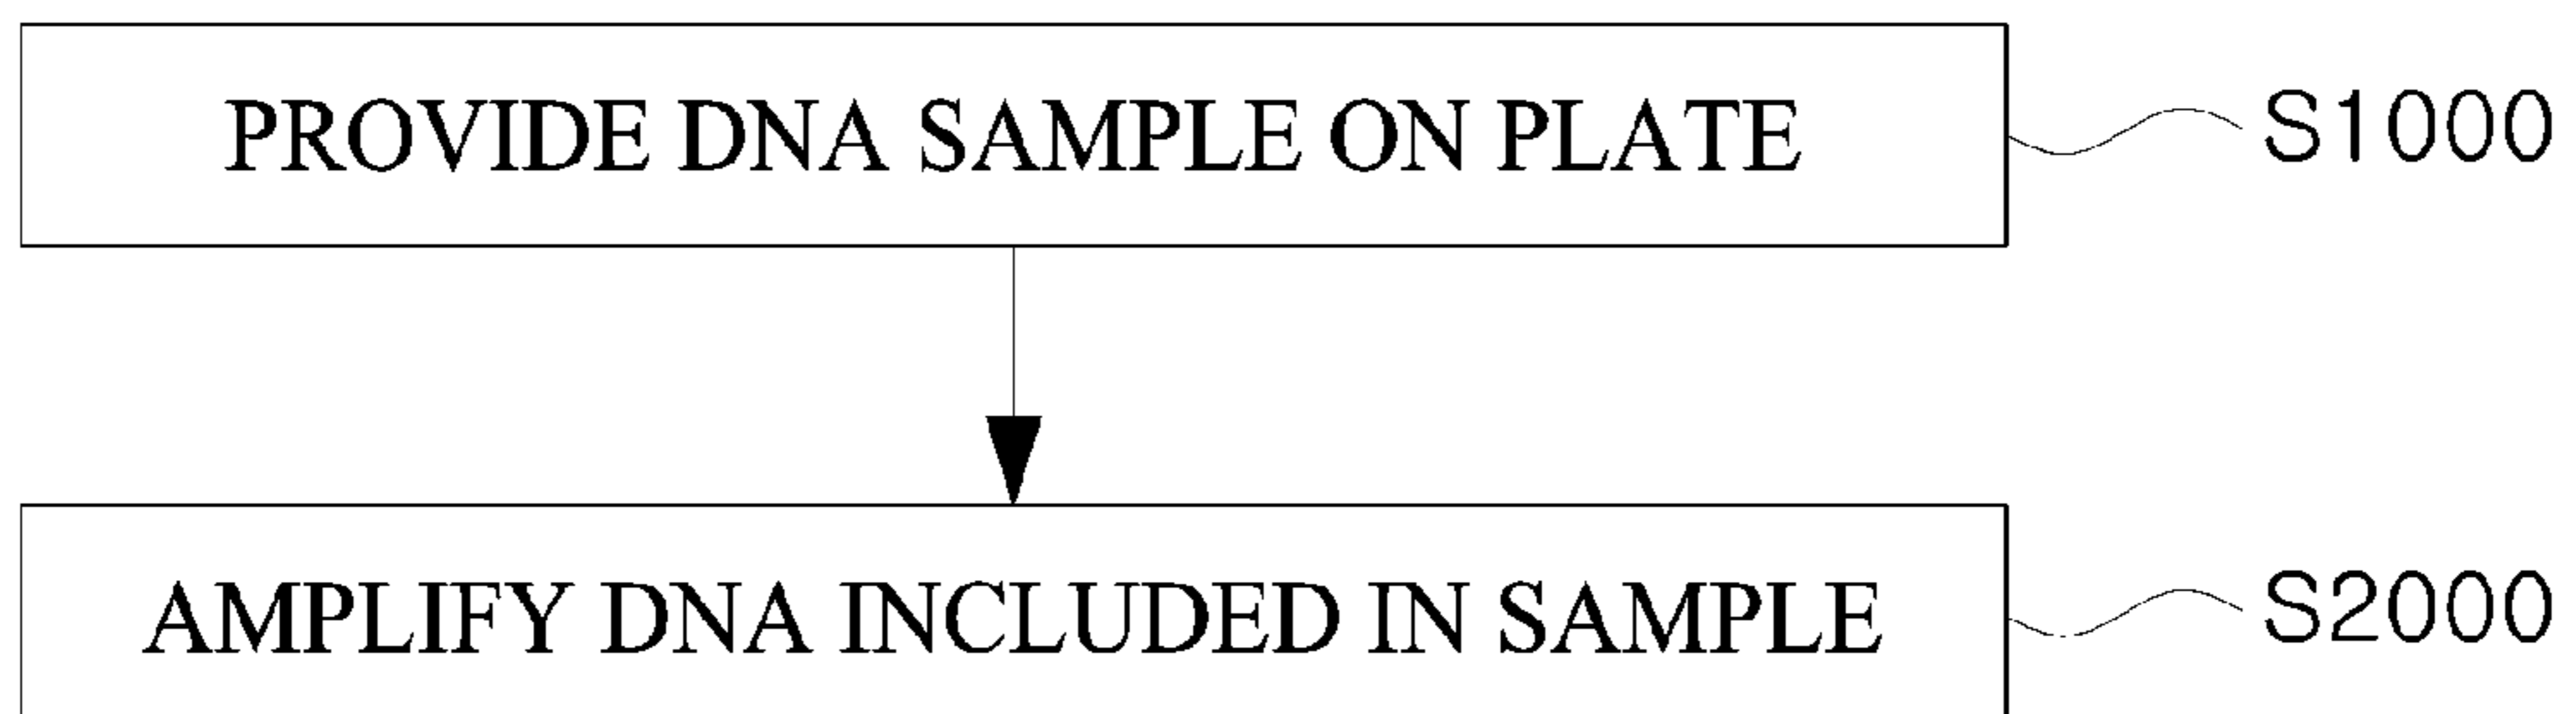 PROVIDE DNA SAMPLE ON PLATE S1000
AMPLIFY DNA INCLUDED IN SAMPLE S2000